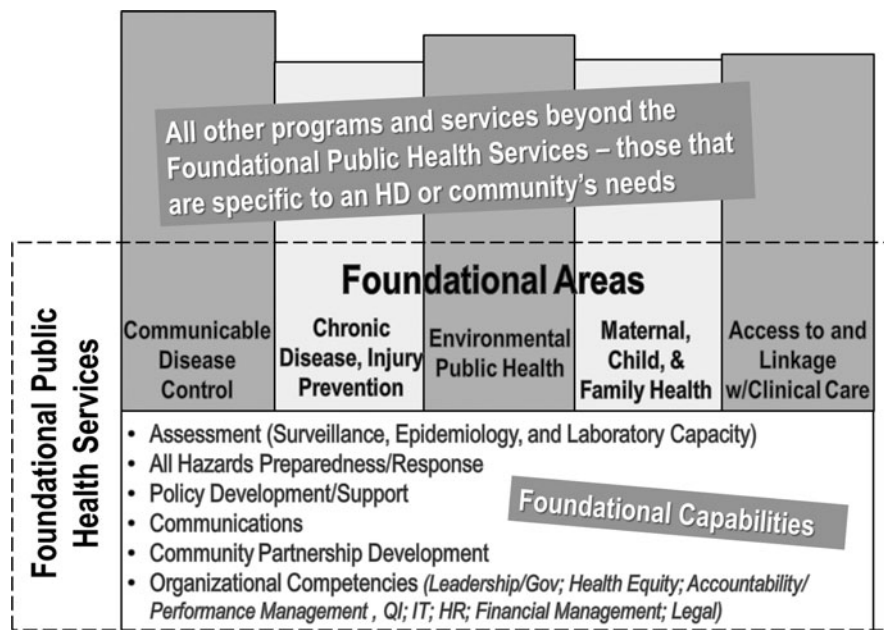 All other programs and services beyond the
Foundational Public Health Services – those that
are specific to an HD or community's needs
Foundational Public
Health Services
Foundational Areas
Communicable
Disease
Control
Chronic
Disease, Injury
Prevention
Environmental
Public Health
Maternal,
Child, &
Family Health
Access to and
Linkage
w/Clinical Care
• Assessment (Surveillance, Epidemiology, and Laboratory Capacity)
• All Hazards Preparedness/Response
• Policy Development/Support
• Communications
• Community Partnership Development
• Organizational Competencies (Leadership/Gov; Health Equity; Accountability/
Performance Management , QI; IT; HR; Financial Management; Legal)
Foundational Capabilities